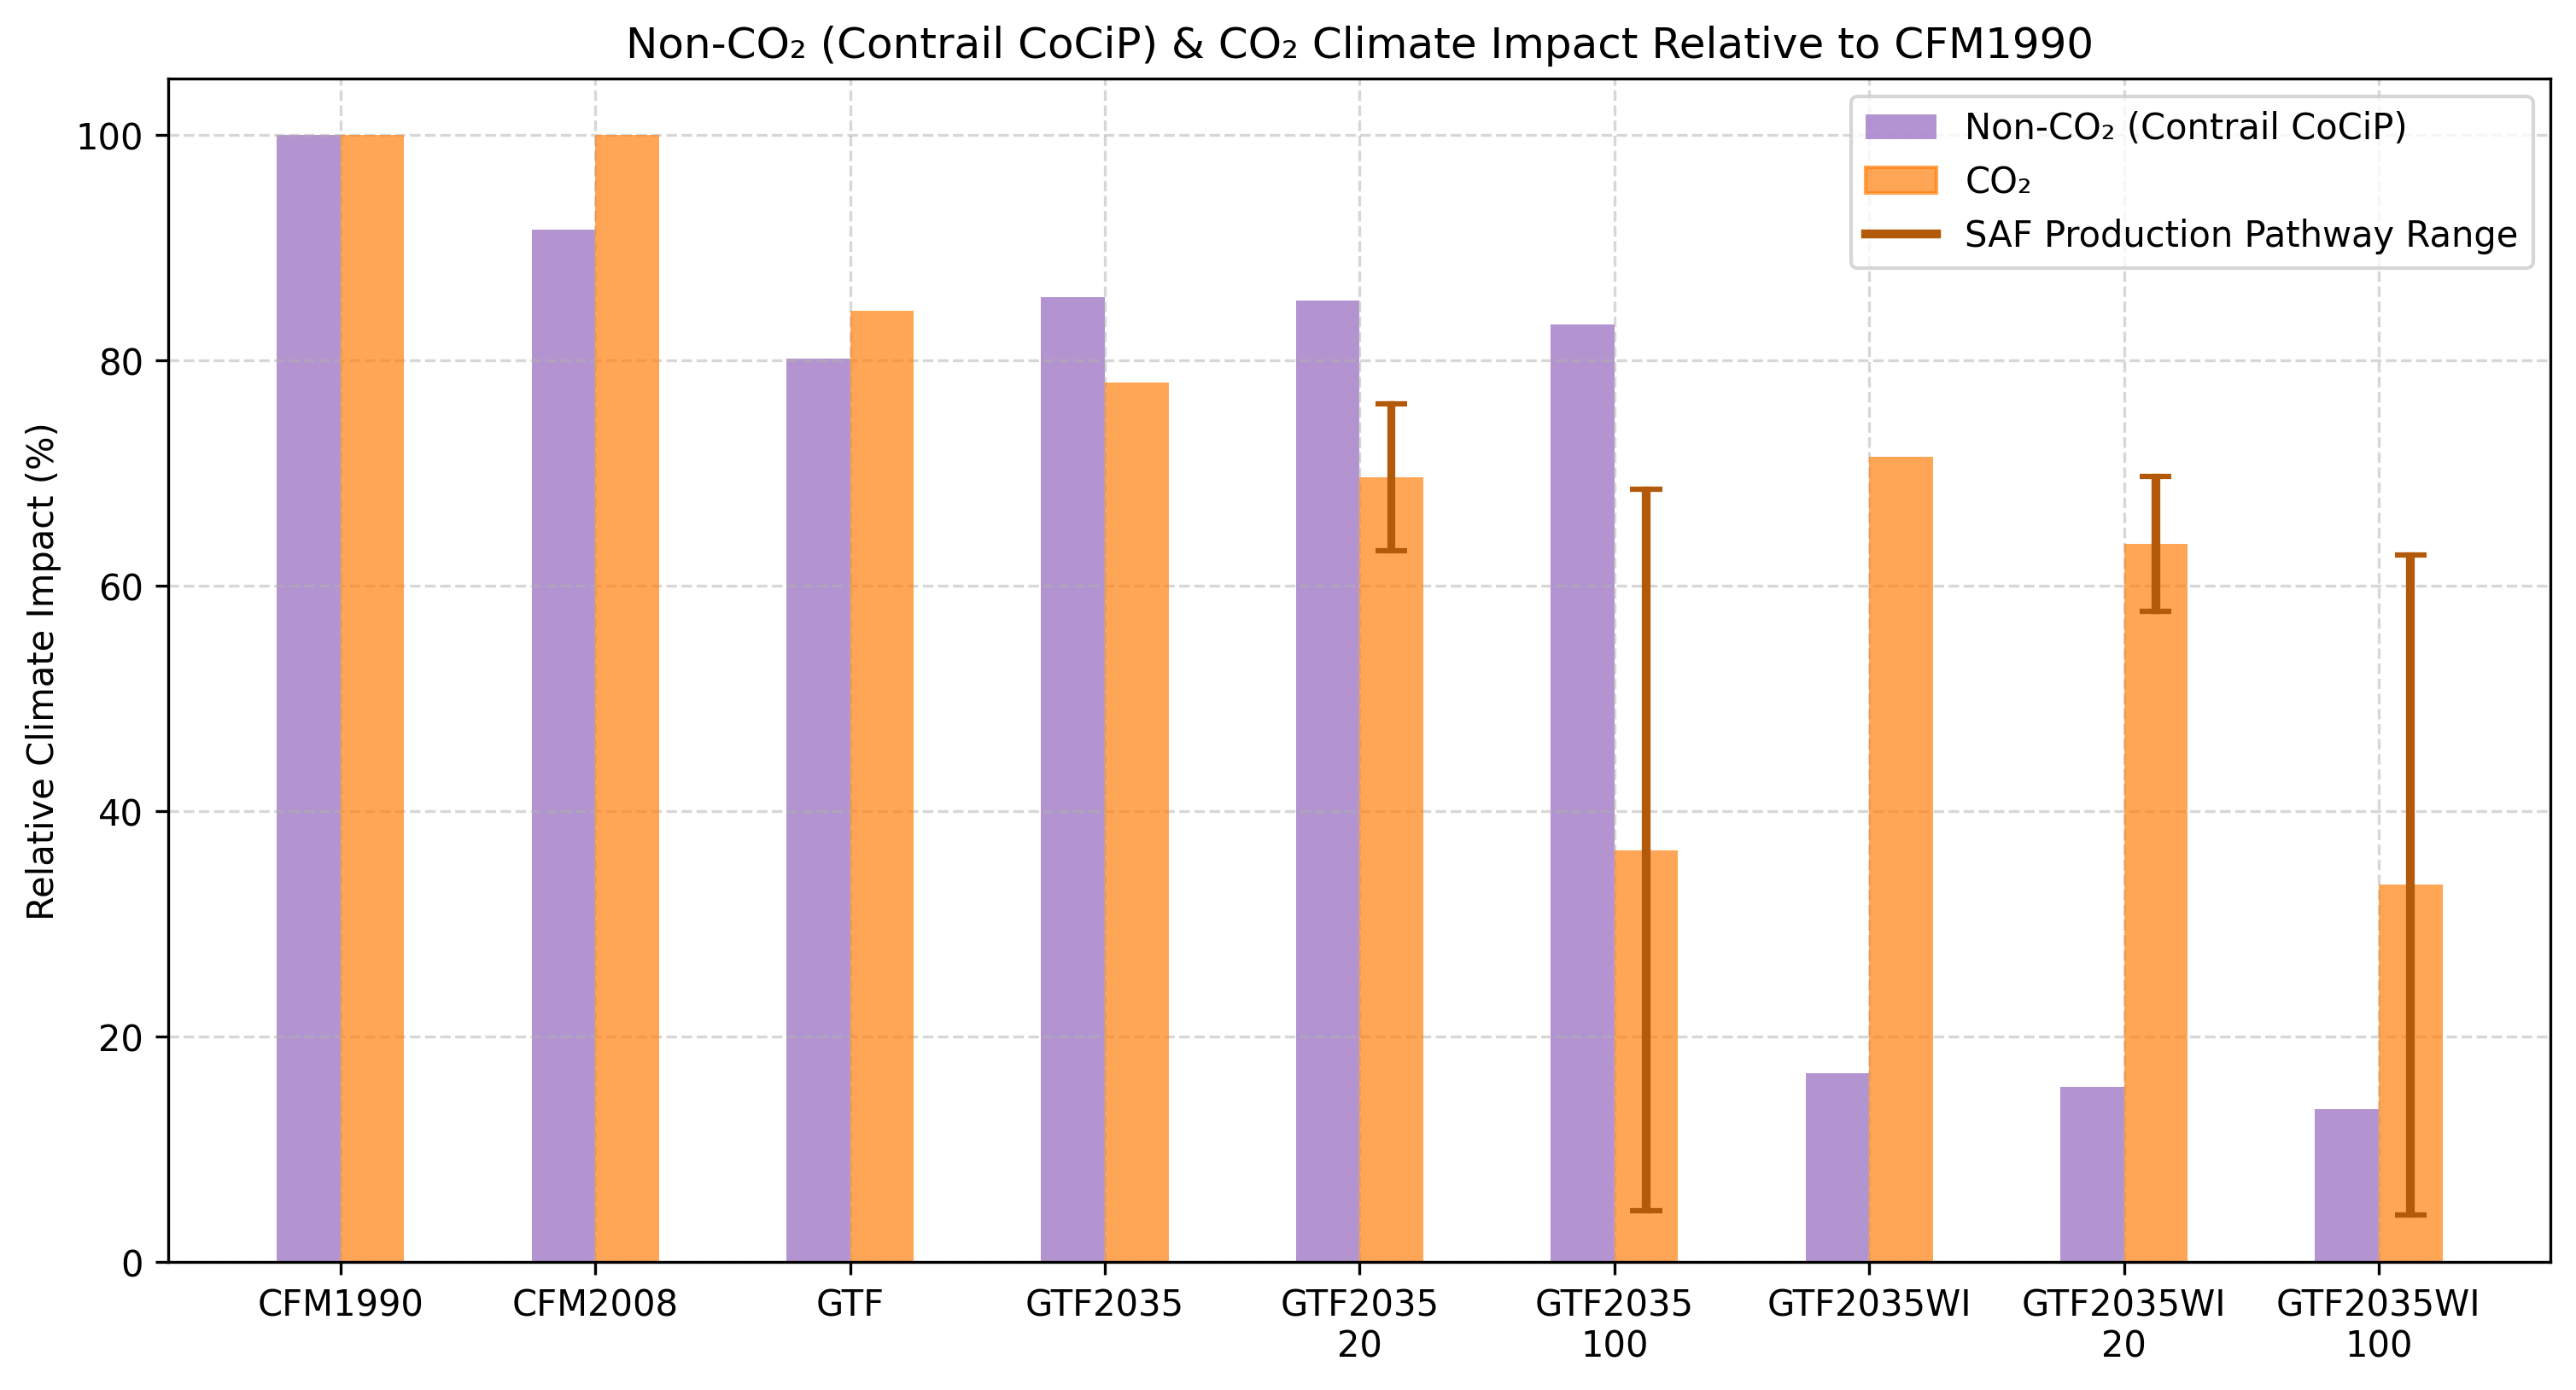 Non-CO₂ (Contrail CoCiP) & CO₂ Climate Impact Relative to CFM1990
Non-CO₂ (Contrail CoCiP)
CO₂
SAF Production Pathway Range
Relative Climate Impact (%)
100
80
60
40
20
0
CFM1990
CFM2008
GTF
GTF2035
GTF2035
20
GTF2035
100
GTF2035WI
GTF2035WI
20
GTF2035WI
100